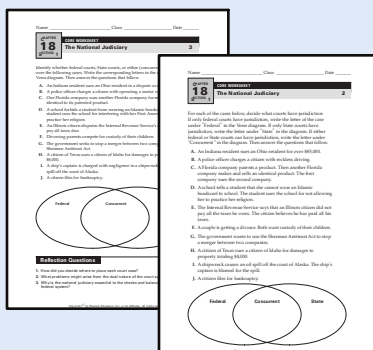 Name Class Date
CHAPTER
18
SECTION 1
CORE WORKSHEET
The National Judiciary 3
Identify whether federal courts, State courts, or either (concurrent)
over the following cases. Write the corresponding letters in the
Venn diagram. Then answer the questions that follow.
A. An Indiana resident uses an Ohio resident in a dispute
B. A police officer charges a citizen with operating a motor
C. One Florida company uses another Florida company for
identical to its patented product.
D. A school forbids a student from wearing an Islamic
student sues the school for interfering with her First
practice her religion.
E. An Illinois citizen disputes the Internal Revenue Service
pay all taxes due.
F. Divorcing parents compete for custody of their children.
G. The government seeks to stop a merger between two
Sherman Antitrust Act.
H. A citizen of Texas sues a citizen of Idaho for damages to
$6,000
I. A ship's captain is charged with negligence in a
spill off the coast of Alaska.
J. A citizen files for bankruptcy.
Federal Concurrent
Reflection Questions
1. How did you decide where to place each court case?
2. What problems might arise from the dual nature of the court
3. Why is the national judiciary essential to the checks and
federal system?
Name Class Date
CHAPTER
18
SECTION 1
CORE WORKSHEET
The National Judiciary 2
For each of the cases below, decide what courts have jurisdiction.
If only federal courts have jurisdiction, write the letter of the case
under "Federal" in the Venn diagram. If only State courts have
jurisdiction, write the letter under "State" in the diagram. If either
federal or State courts can have jurisdiction, write the letter under
"Concurrent" in the diagram. Then answer the questions that follow.
A. An Indiana resident sues an Ohio resident for over $85,000.
B. A police officer charges a citizen with reckless driving.
C. A Florida company patents a product. Then another Florida
company makes and sells an identical product. The first
company sues the second company.
D. A school tells a student that she cannot wear an Islamic
headscarf to school. The student sues the school for not allowing
her to practice her religion.
E. The Internal Revenue Service says that an Illinois citizen did not
pay all the taxes he owes. The citizen believes he has paid all his
taxes.
F. A couple is getting a divorce. Both want custody of their children.
G. The government wants to use the Sherman Antitrust Act to stop
a merger between two companies.
H. A citizen of Texas sues a citizen of Idaho for damages to
property totaling $6,000.
I. A shipwreck causes an oil spill off the coast of Alaska. The ship's
captain is blamed for the spill.
J. A citizen files for bankruptcy.
Federal Concurrent State